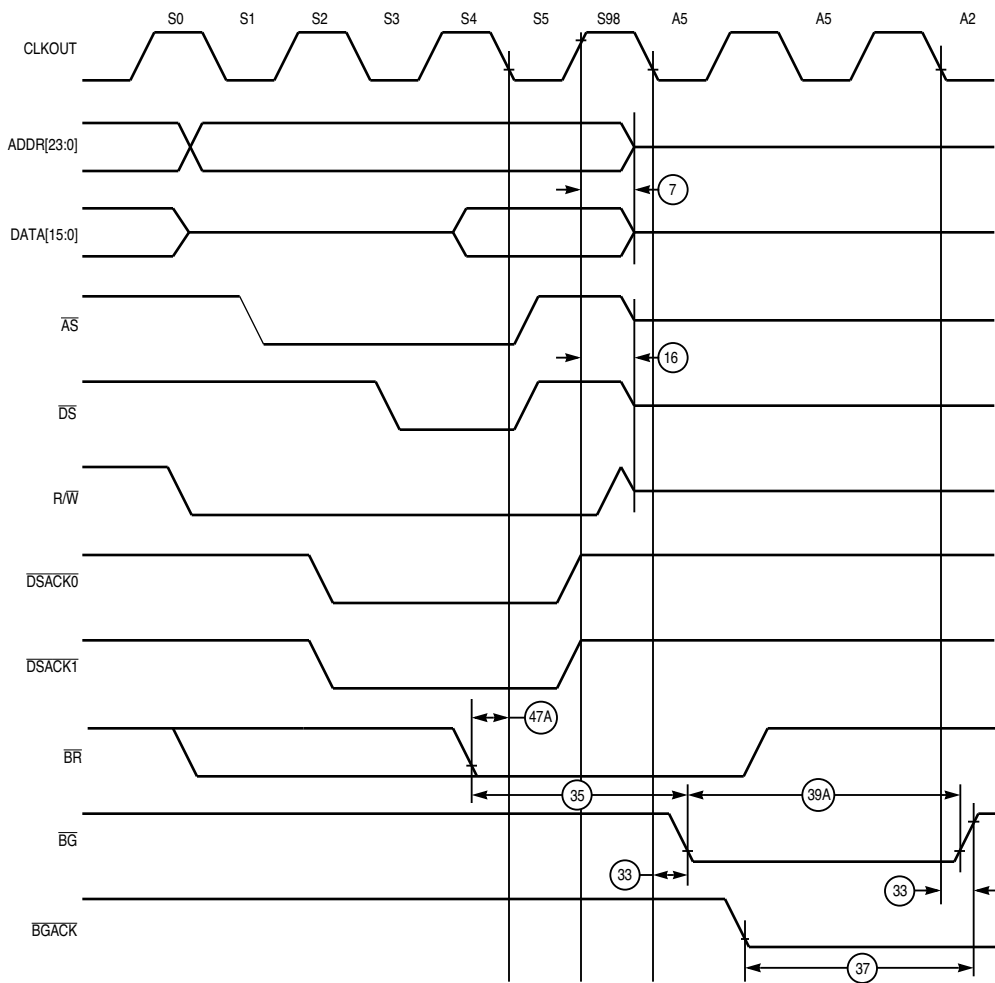 S0 S1 S2 S3 S4 S5 S98 A5 A5 A2
CLKOUT
ADDR[23:0]
7
DATA[15:0]
AS
16
DS
R/W
DSACK0
DSACK1
47A
BR
35 39A
BG
33 33
BGACK
37